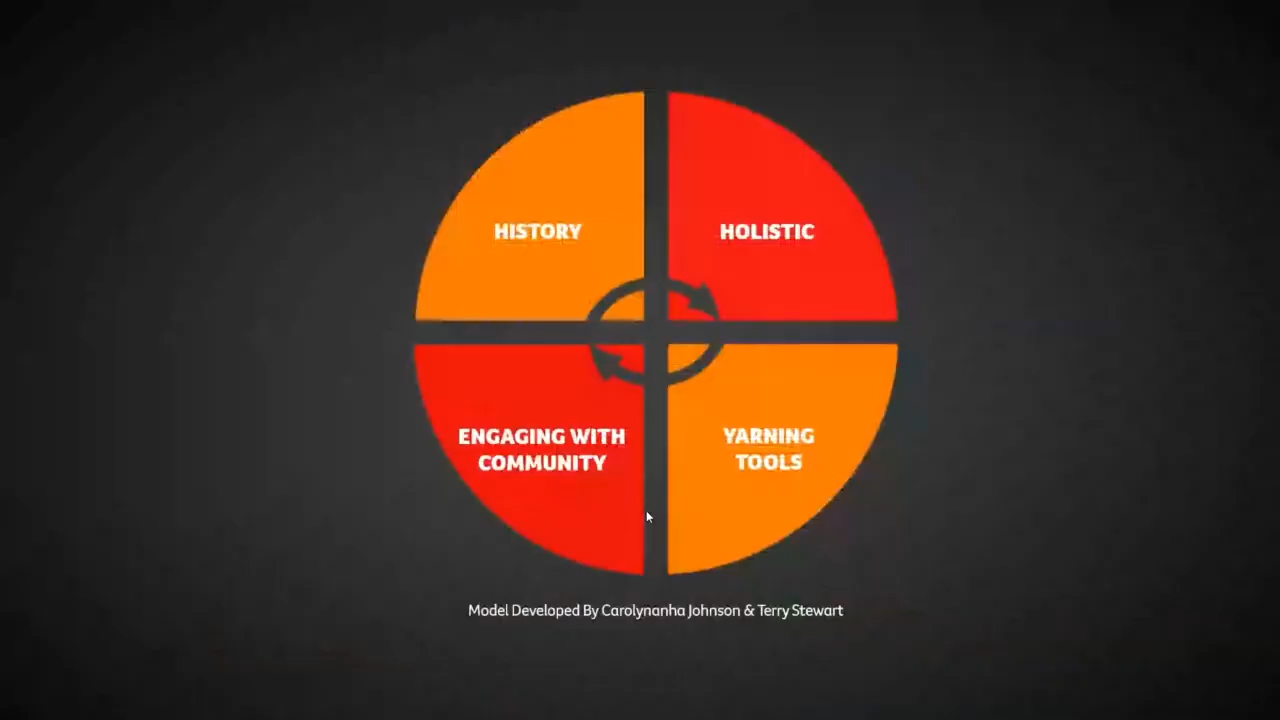 HISTORY
HOLISTIC
ENGAGING WITH
COMMUNITY
YARNING
TOOLS
Model Developed By Carolynanha Johnson & Terry Stewart